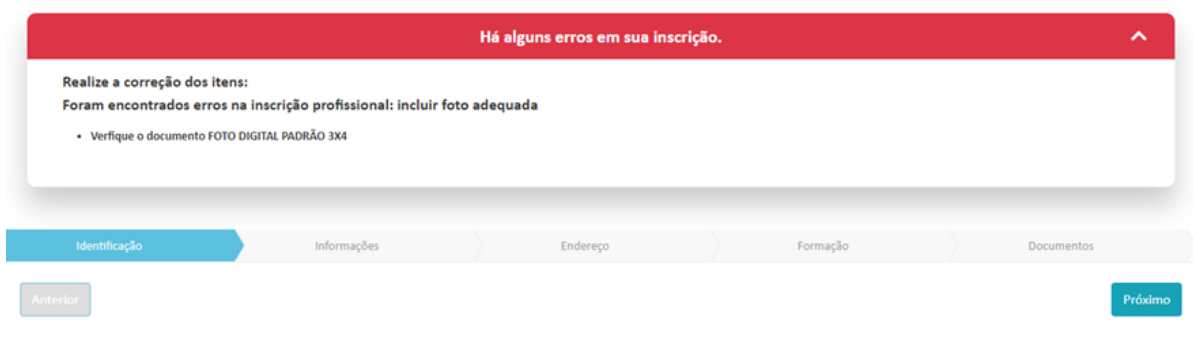 Há alguns erros em sua inscrição.
Realize a correção dos itens:
Foram encontrados erros na inscrição profissional: incluir foto adequada
• Verfique o documento FOTO DIGITAL PADRÃO 3X4
Identificação Informações Endereço Formação Documentos
Anterior Próximo